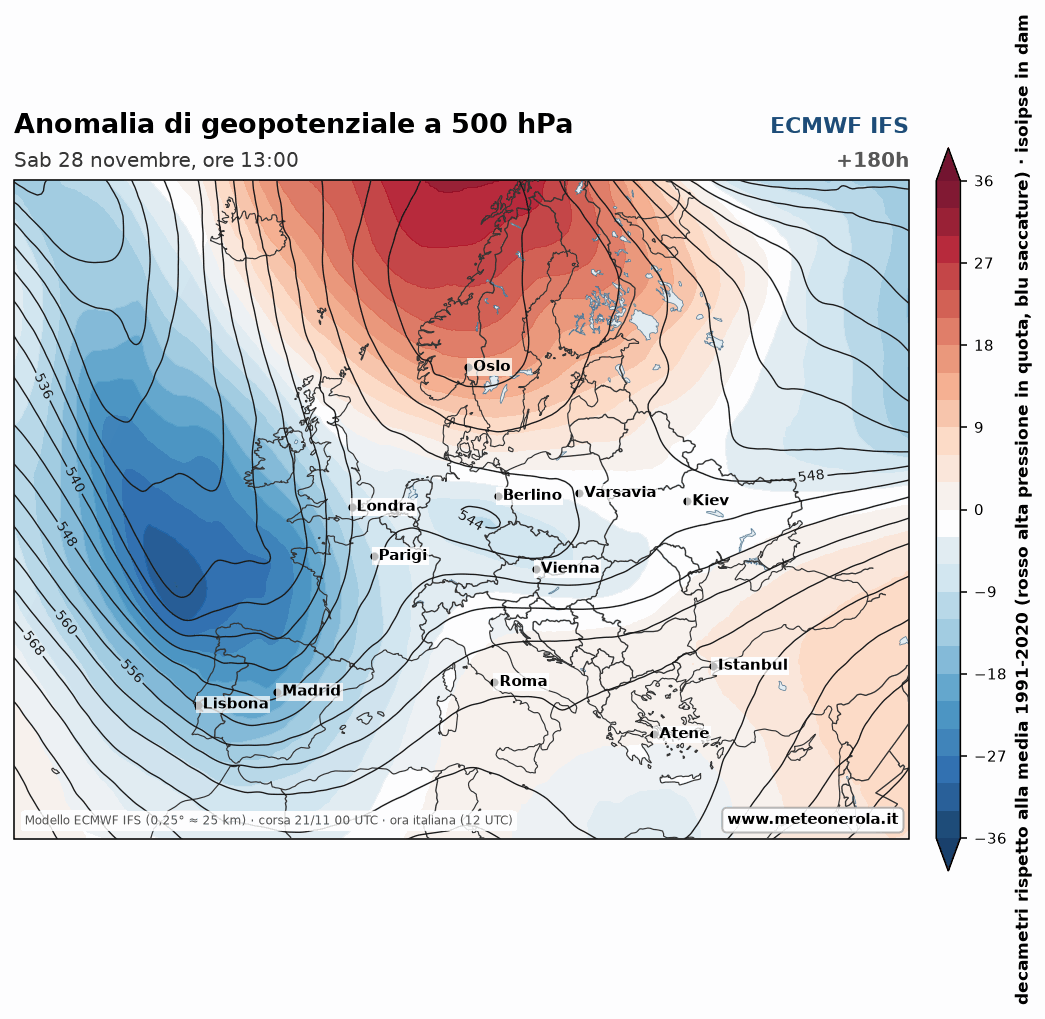 Anomalia di geopotenziale a 500 hPa
ECMWF IFS
Sab 28 novembre, ore 13:00
+180h
536
540
548
560
568
556
544
548
Oslo
Londra
Berlino
Varsavia
Kiev
Parigi
Vienna
Istanbul
Roma
Madrid
Lisbona
Atene
Modello ECMWF IFS (0,25° ≈ 25 km) · corsa 21/11 00 UTC · ora italiana (12 UTC)
www.meteonerola.it
36
27
18
9
0
−9
−18
−27
−36
decametri rispetto alla media 1991-2020 (rosso alta pressione in quota, blu saccature) · isoipse in dam